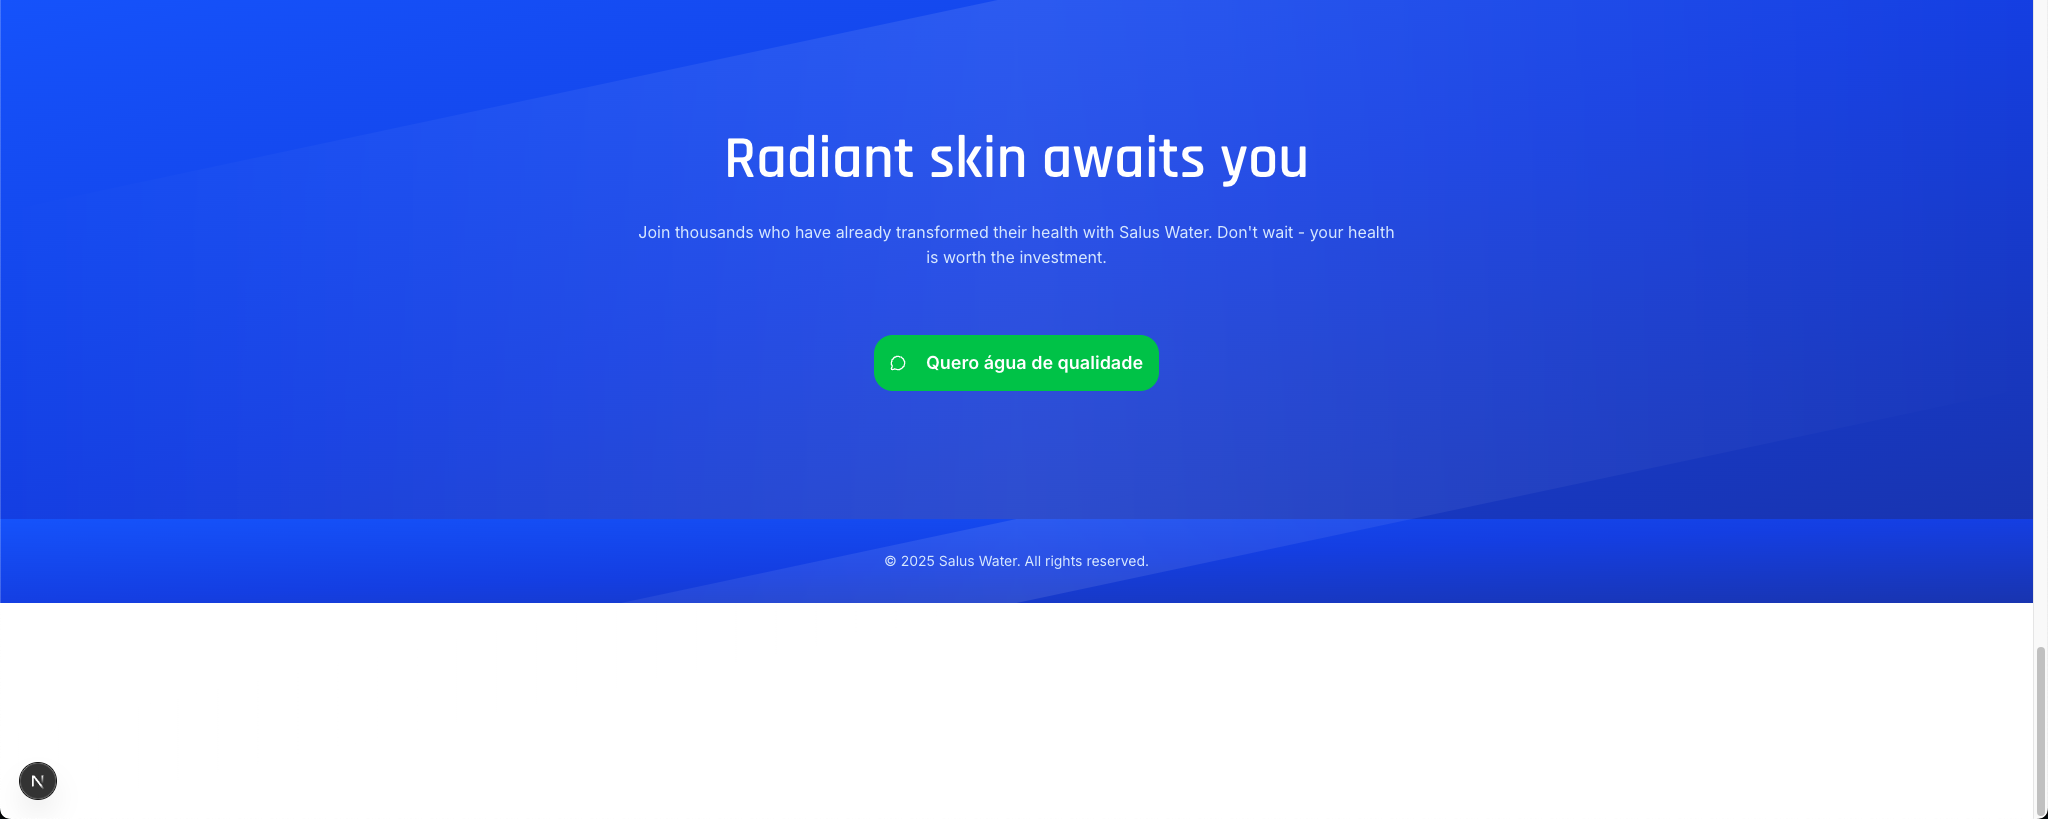 Radiant skin awaits you
Join thousands who have already transformed their health with Salus Water. Don't wait - your health
is worth the investment.
Quero água de qualidade
© 2025 Salus Water. All rights reserved.
N